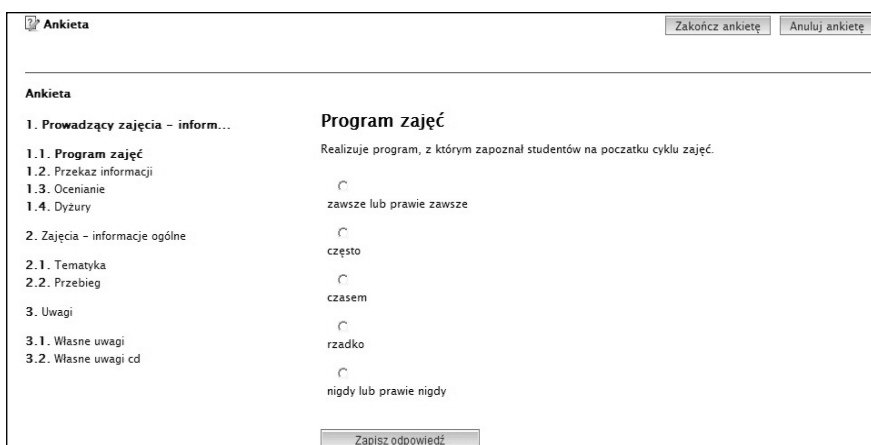 Ankieta
Zakończ ankietę
Anuluj ankietę
Ankieta
1. Prowadzący zajęcia – inform...
1.1. Program zajęć
1.2. Przekaz informacji
1.3. Ocenianie
1.4. Dyżury
2. Zajęcia – informacje ogólne
2.1. Tematyka
2.2. Przebieg
3. Uwagi
3.1. Własne uwagi
3.2. Własne uwagi cd
Program zajęć
Realizuje program, z którym zapoznał studentów na poczatku cyklu zajęć.
zawsze lub prawie zawsze
często
czasem
rzadko
nigdy lub prawie nigdy
Zapisz odpowiedź